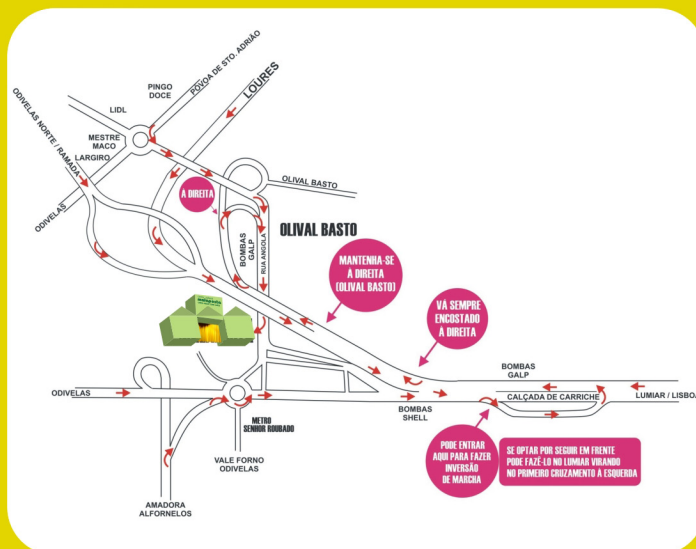 PÓVOA DE STO. ADRIÃO
PINGO
DOCE
LOURES
LIDL
ODIVELAS NORTE / RAMADA
MESTRE
MACO
LARGIRO
ODIVELAS
OLIVAL BASTO
À DIREITA
OLIVAL BASTO
BOMBAS
GALP
RUA ANGOLA
MANTENHA-SE
À DIREITA
(OLIVAL BASTO)
VÁ SEMPRE
ENCOSTADO
À DIREITA
BOMBAS
GALP
ODIVELAS
CALÇADA DE CARRICHE
LUMIAR / LISBOA
BOMBAS
SHELL
METRO
SENHOR ROUBADO
VALE FORNO
ODIVELAS
AMADORA
ALFORNELOS
PODE ENTRAR
AQUI PARA FAZER
INVERSÃO
DE MARCHA
SE OPTAR POR SEGUIR EM FRENTE
PODE FAZÊ-LO NO LUMIAR VIRANDO
NO PRIMEIRO CRUZAMENTO À ESQUERDA